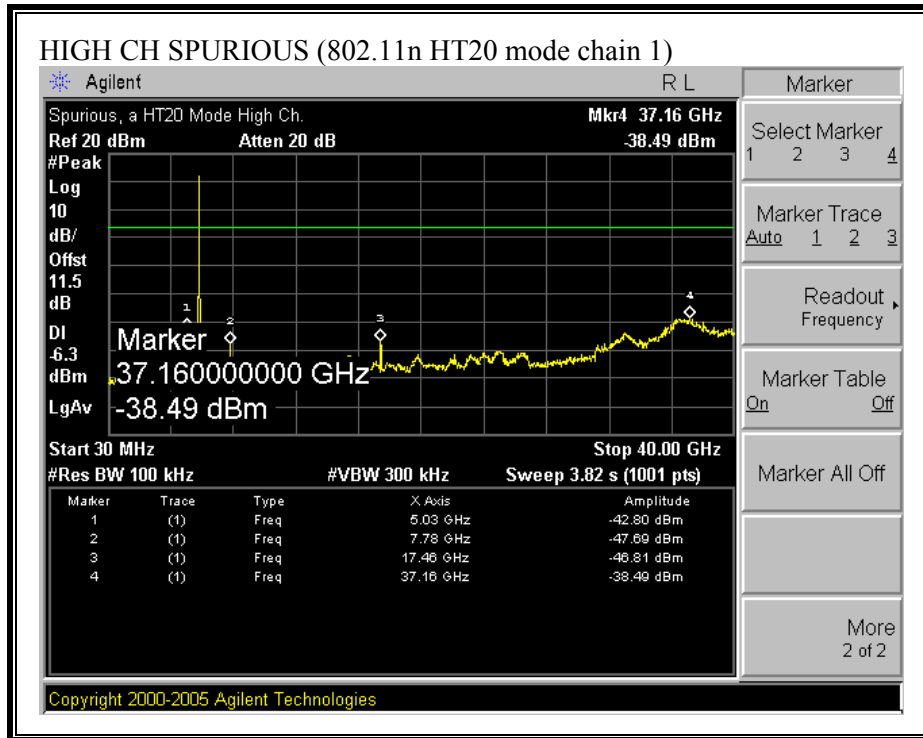 HIGH CH SPURIOUS (802.11n HT20 mode chain 1)
Agilent R L
Spurious, a HT20 Mode High Ch. Mkr4 37.16 GHz
Ref 20 dBm Atten 20 dB -38.49 dBm
#Peak
Log
10
dB/
Offst
11.5
dB
DI
-6.3
dBm
LgAv
1
2
3
4
Marker
37.160000000 GHz
-38.49 dBm
Start 30 MHz Stop 40.00 GHz
#Res BW 100 kHz #VBW 300 kHz Sweep 3.82 s (1001 pts)
Marker Trace Type X Axis Amplitude
1 (1) Freq 5.03 GHz -42.80 dBm
2 (1) Freq 7.78 GHz -47.69 dBm
3 (1) Freq 17.46 GHz -46.81 dBm
4 (1) Freq 37.16 GHz -38.49 dBm
Copyright 2000-2005 Agilent Technologies
Marker
Select Marker
1 2 3 4
Marker Trace
Auto 1 2 3
Readout
Frequency
Marker Table
On Off
Marker All Off
More
2 of 2